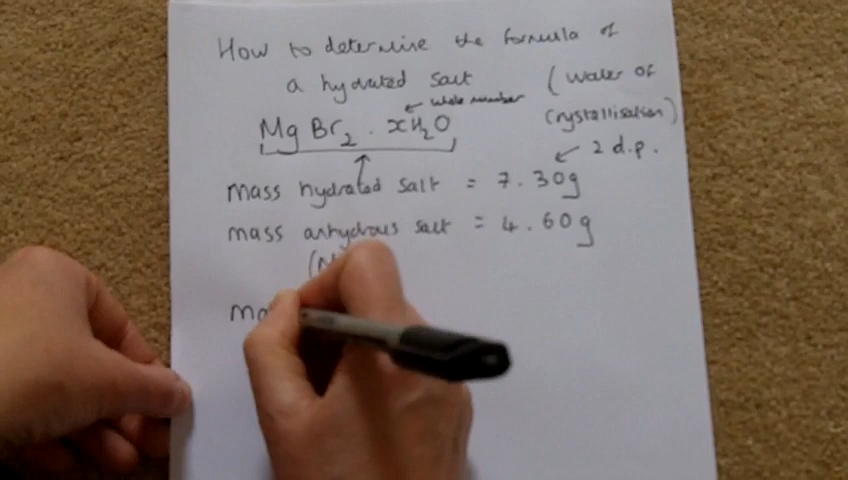 How to determine the formula of
a hydrated salt (water of
crystallisation)
← whole number
MgBr₂ . xH₂O
← 2 d.p.
mass hydrated salt = 7.30g
mass anhydrous salt = 4.60g